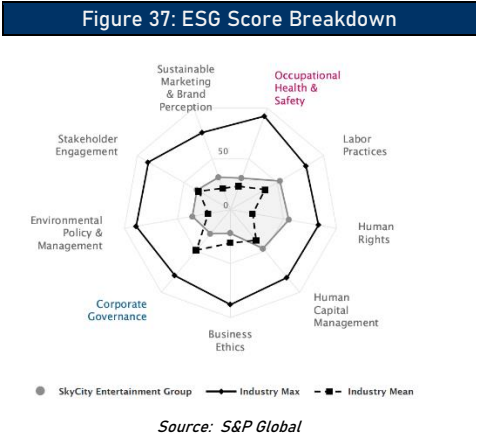 Figure 37: ESG Score Breakdown
Sustainable
Marketing
& Brand
Perception
Occupational
Health &
Safety
Stakeholder
Engagement
Labor
Practices
50
0
Environmental
Policy &
Management
Human
Rights
Corporate
Governance
Human
Capital
Management
Business
Ethics
SkyCity Entertainment Group
Industry Max
Industry Mean
Source: S&P Global